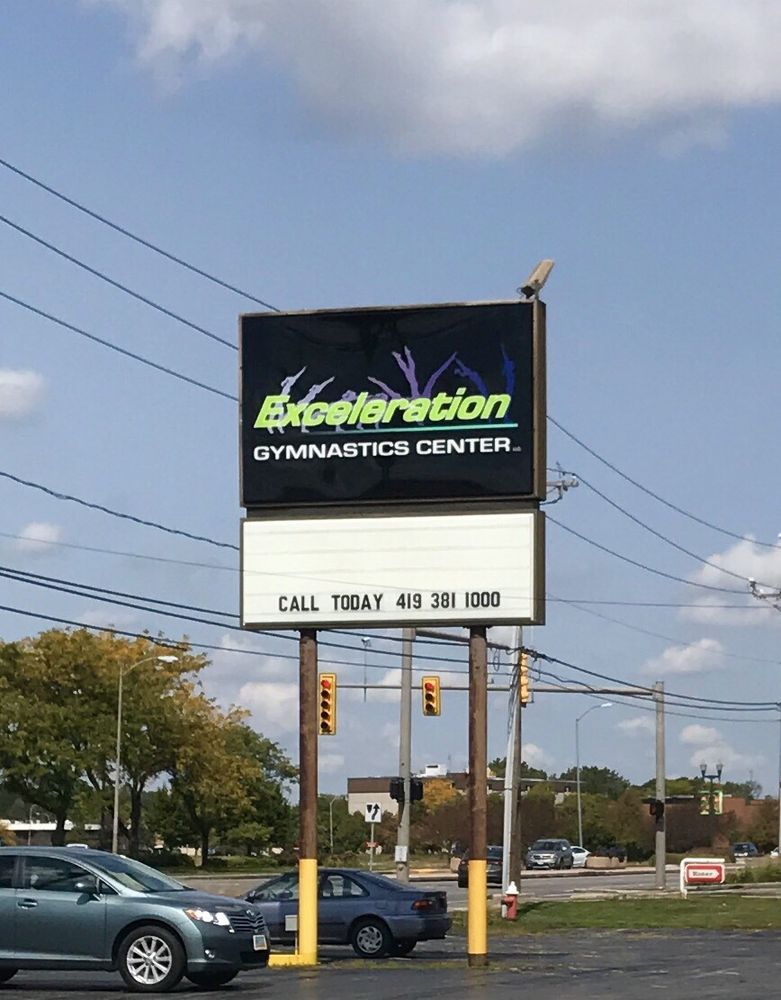 Exceleration
GYMNASTICS CENTER
CALL TODAY 419 381 1000